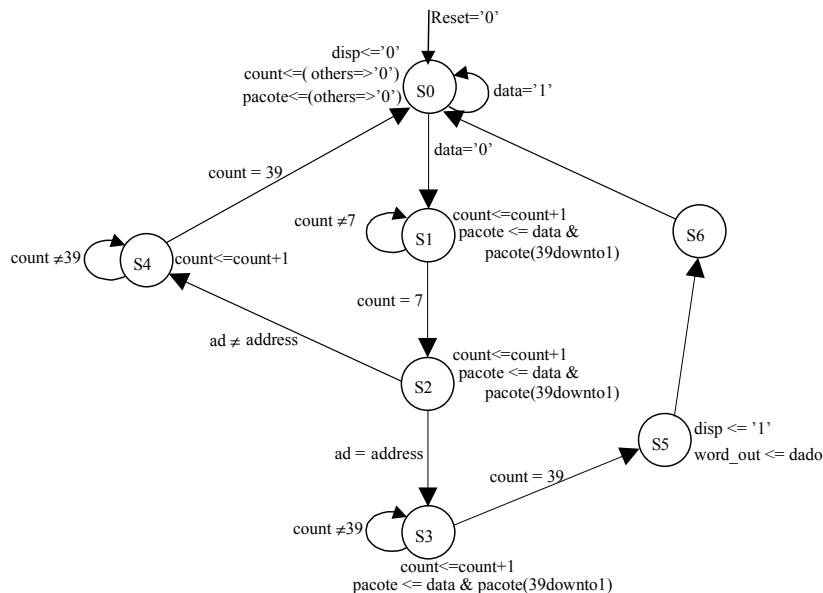 Reset='0'
disp<='0'
count<=( others=>'0')
pacote<=(others=>'0')
S0
data='1'
data='0'
count = 39
count ≠7
S1
count<=count+1
pacote <= data &
pacote(39downto1)
S6
count ≠39
S4
count<=count+1
count = 7
ad ≠ address
S2
count<=count+1
pacote <= data &
pacote(39downto1)
S5
disp <= '1'
word_out <= dado
ad = address
count = 39
count ≠39
S3
count<=count+1
pacote <= data & pacote(39downto1)